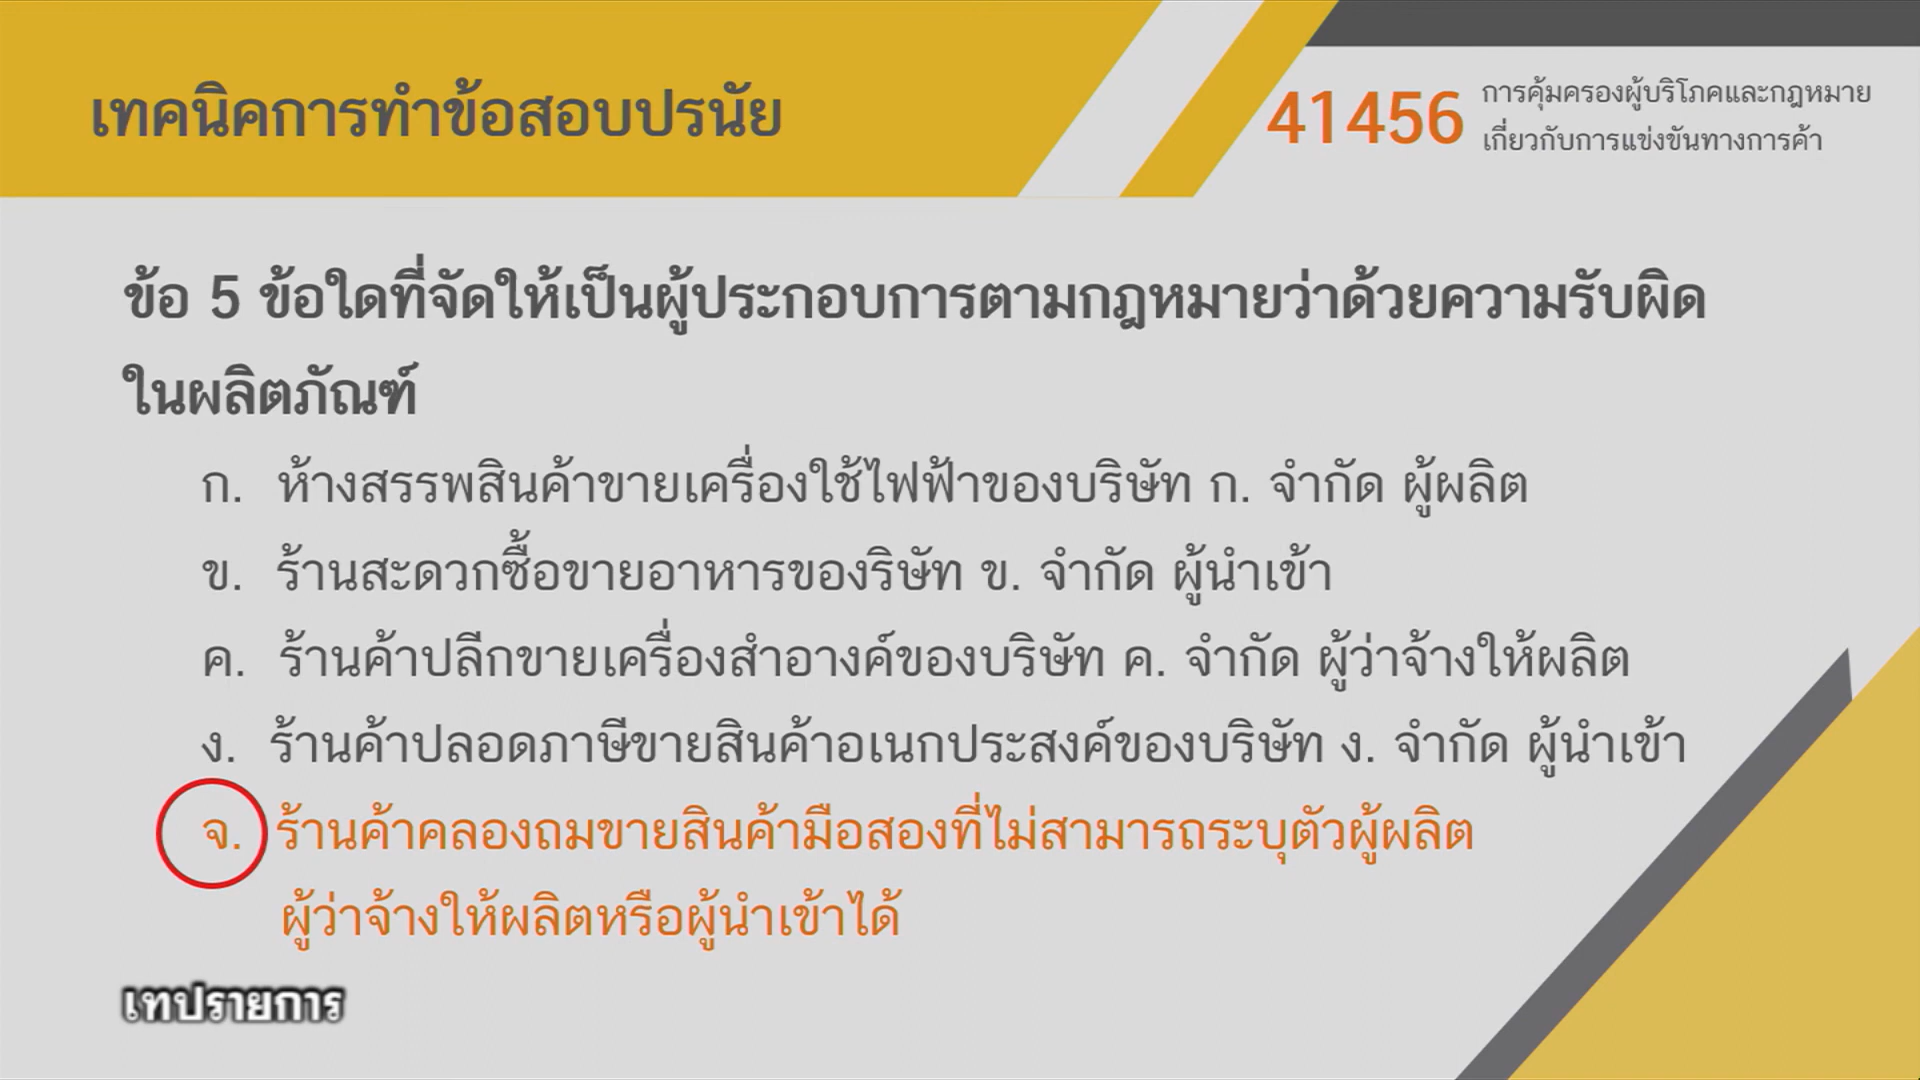 เทคนิคการทำข้อสอบปรนัย
41456
การคุ้มครองผู้บริโภคและกฎหมาย
เกี่ยวกับการแข่งขันทางการค้า
ข้อ 5 ข้อใดที่จัดให้เป็นผู้ประกอบการตามกฎหมายว่าด้วยความรับผิด
ในผลิตภัณฑ์
ก. ห้างสรรพสินค้าขายเครื่องใช้ไฟฟ้าของบริษัท ก. จำกัด ผู้ผลิต
ข. ร้านสะดวกซื้อขายอาหารของริษัท ข. จำกัด ผู้นำเข้า
ค. ร้านค้าปลีกขายเครื่องสำอางค์ของบริษัท ค. จำกัด ผู้ว่าจ้างให้ผลิต
ง. ร้านค้าปลอดภาษีขายสินค้าอเนกประสงค์ของบริษัท ง. จำกัด ผู้นำเข้า
จ. ร้านค้าคลองถมขายสินค้ามือสองที่ไม่สามารถระบุตัวผู้ผลิต
ผู้ว่าจ้างให้ผลิตหรือผู้นำเข้าได้
เทปรายการ